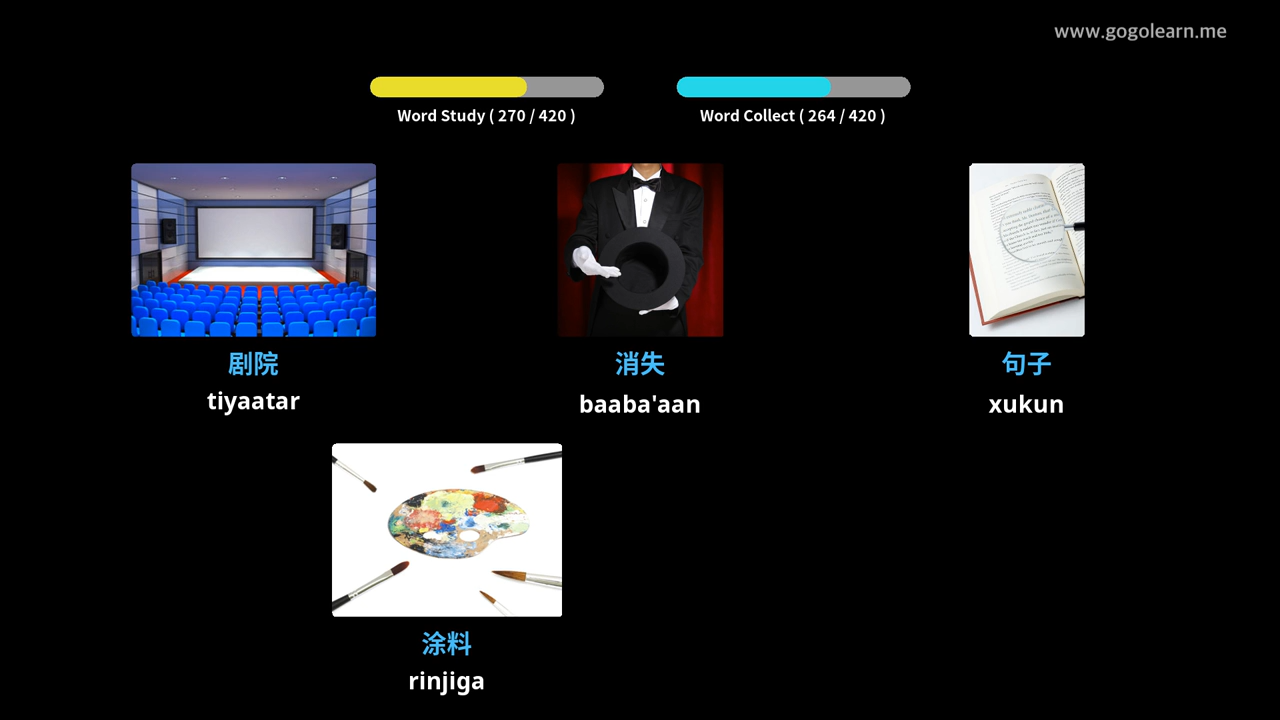 www.gogolearn.me
Word Study ( 270 / 420 )
Word Collect ( 264 / 420 )
剧院
tiyaatar
消失
baaba'aan
句子
xukun
涂料
rinjiga